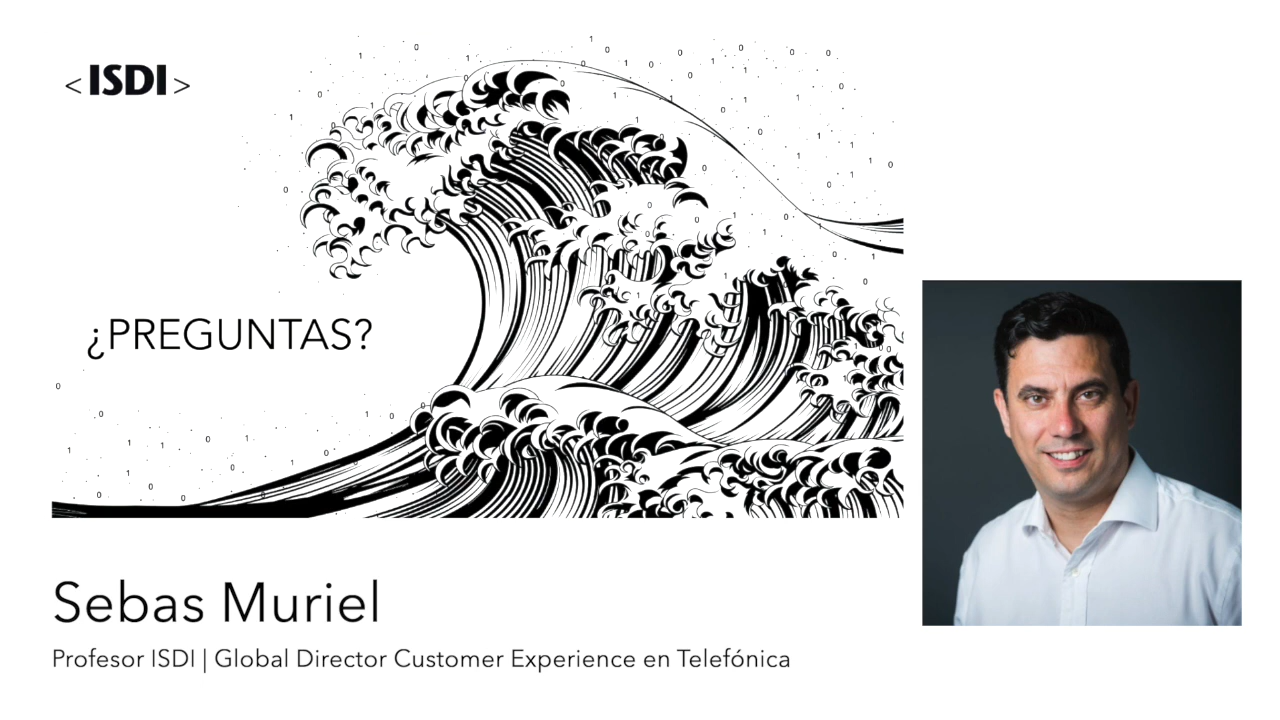 <ISDI>
¿PREGUNTAS?
Sebas Muriel
Profesor ISDI | Global Director Customer Experience en Telefónica